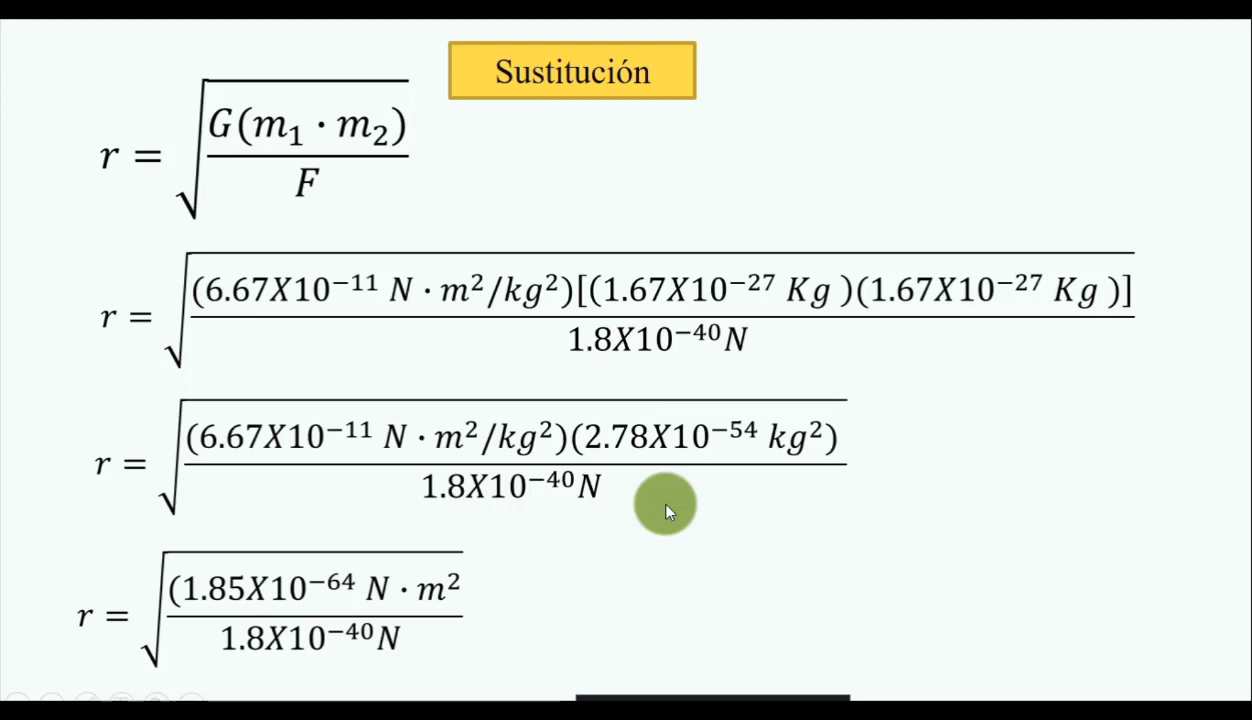 Sustitución
r = √(G(m₁ · m₂) / F)
r = √((6.67X10⁻¹¹ N · m²/kg²)[(1.67X10⁻²⁷ Kg )(1.67X10⁻²⁷ Kg )] / 1.8X10⁻⁴⁰N)
r = √((6.67X10⁻¹¹ N · m²/kg²)(2.78X10⁻⁵⁴ kg²) / 1.8X10⁻⁴⁰N)
r = √((1.85X10⁻⁶⁴ N · m² / 1.8X10⁻⁴⁰N)